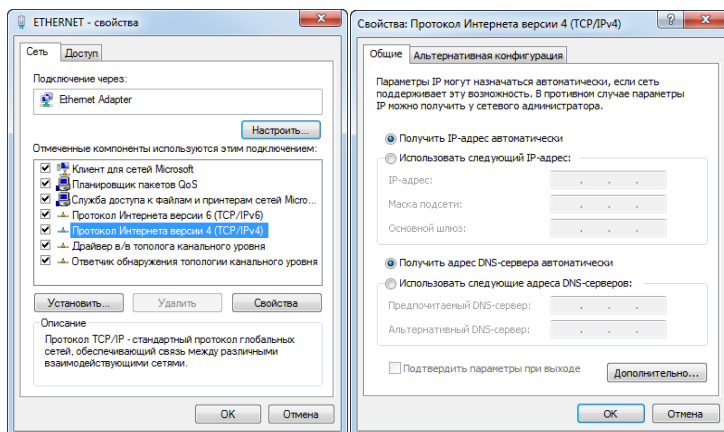 ETHERNET - свойства
Сеть
Доступ
Подключение через:
Ethernet Adapter
Настроить...
Отмеченные компоненты используются этим подключением:
Клиент для сетей Microsoft
Планировщик пакетов QoS
Служба доступа к файлам и принтерам сетей Micro...
Протокол Интернета версии 6 (TCP/IPv6)
Протокол Интернета версии 4 (TCP/IPv4)
Драйвер в/в тополога канального уровня
Ответчик обнаружения топологии канального уровня
Установить...
Удалить
Свойства
Описание
Протокол TCP/IP - стандартный протокол глобальных
сетей, обеспечивающий связь между различными
взаимодействующими сетями.
ОК
Отмена
Свойства: Протокол Интернета версии 4 (TCP/IPv4)
Общие
Альтернативная конфигурация
Параметры IP могут назначаться автоматически, если сеть
поддерживает эту возможность. В противном случае параметры
IP можно получить у сетевого администратора.
Получить IP-адрес автоматически
Использовать следующий IP-адрес:
IP-адрес:
Маска подсети:
Основной шлюз:
Получить адрес DNS-сервера автоматически
Использовать следующие адреса DNS-серверов:
Предпочитаемый DNS-сервер:
Альтернативный DNS-сервер:
Подтвердить параметры при выходе
Дополнительно...
ОК
Отмена